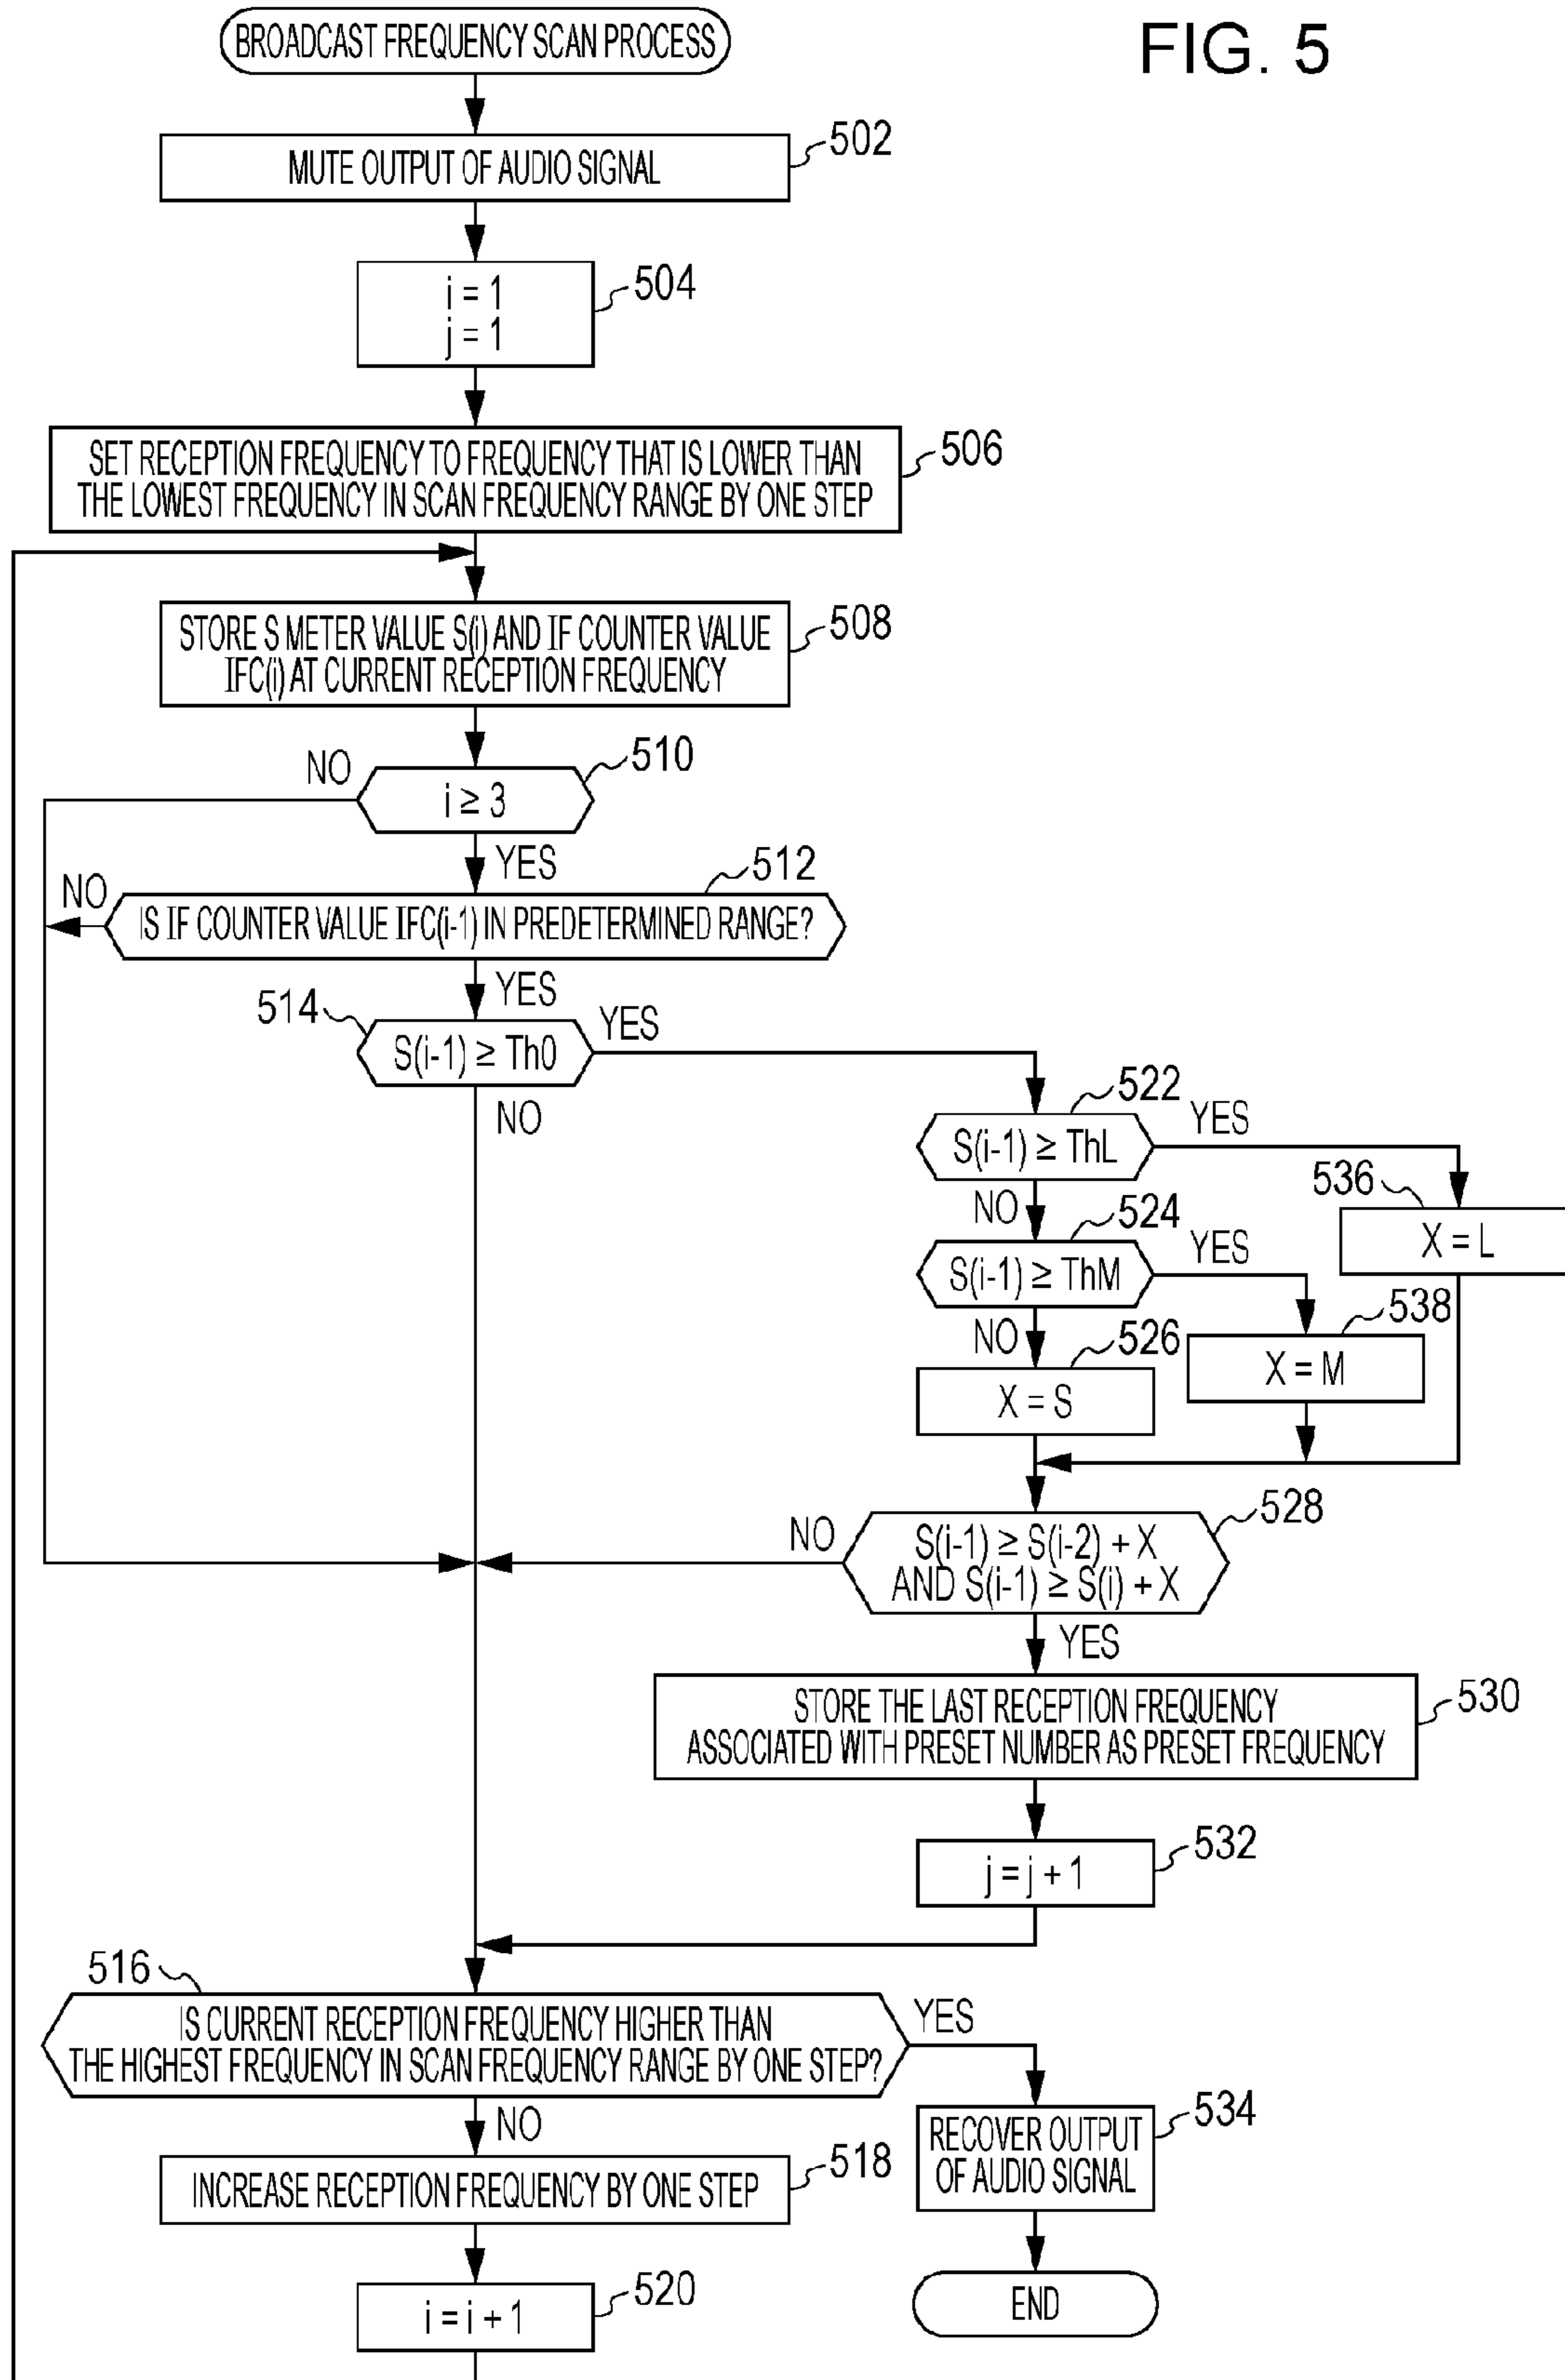 BROADCAST FREQUENCY SCAN PROCESS
FIG. 5
MUTE OUTPUT OF AUDIO SIGNAL
502
i = 1
j = 1
504
SET RECEPTION FREQUENCY TO FREQUENCY THAT IS LOWER THAN
THE LOWEST FREQUENCY IN SCAN FREQUENCY RANGE BY ONE STEP
506
STORE S METER VALUE S(i) AND IF COUNTER VALUE
IFC(i) AT CURRENT RECEPTION FREQUENCY
508
NO
i ≥ 3
510
YES
512
NO
IS IF COUNTER VALUE IFC(i-1) IN PREDETERMINED RANGE?
YES
514
S(i-1) ≥ Th0
YES
NO
522
S(i-1) ≥ ThL
YES
NO
536
X = L
524
S(i-1) ≥ ThM
YES
NO
538
X = M
526
X = S
528
NO
S(i-1) ≥ S(i-2) + X
AND S(i-1) ≥ S(i) + X
YES
STORE THE LAST RECEPTION FREQUENCY
ASSOCIATED WITH PRESET NUMBER AS PRESET FREQUENCY
530
j = j + 1
532
516
IS CURRENT RECEPTION FREQUENCY HIGHER THAN
THE HIGHEST FREQUENCY IN SCAN FREQUENCY RANGE BY ONE STEP?
YES
NO
RECOVER OUTPUT
OF AUDIO SIGNAL
534
INCREASE RECEPTION FREQUENCY BY ONE STEP
518
i = i + 1
520
END